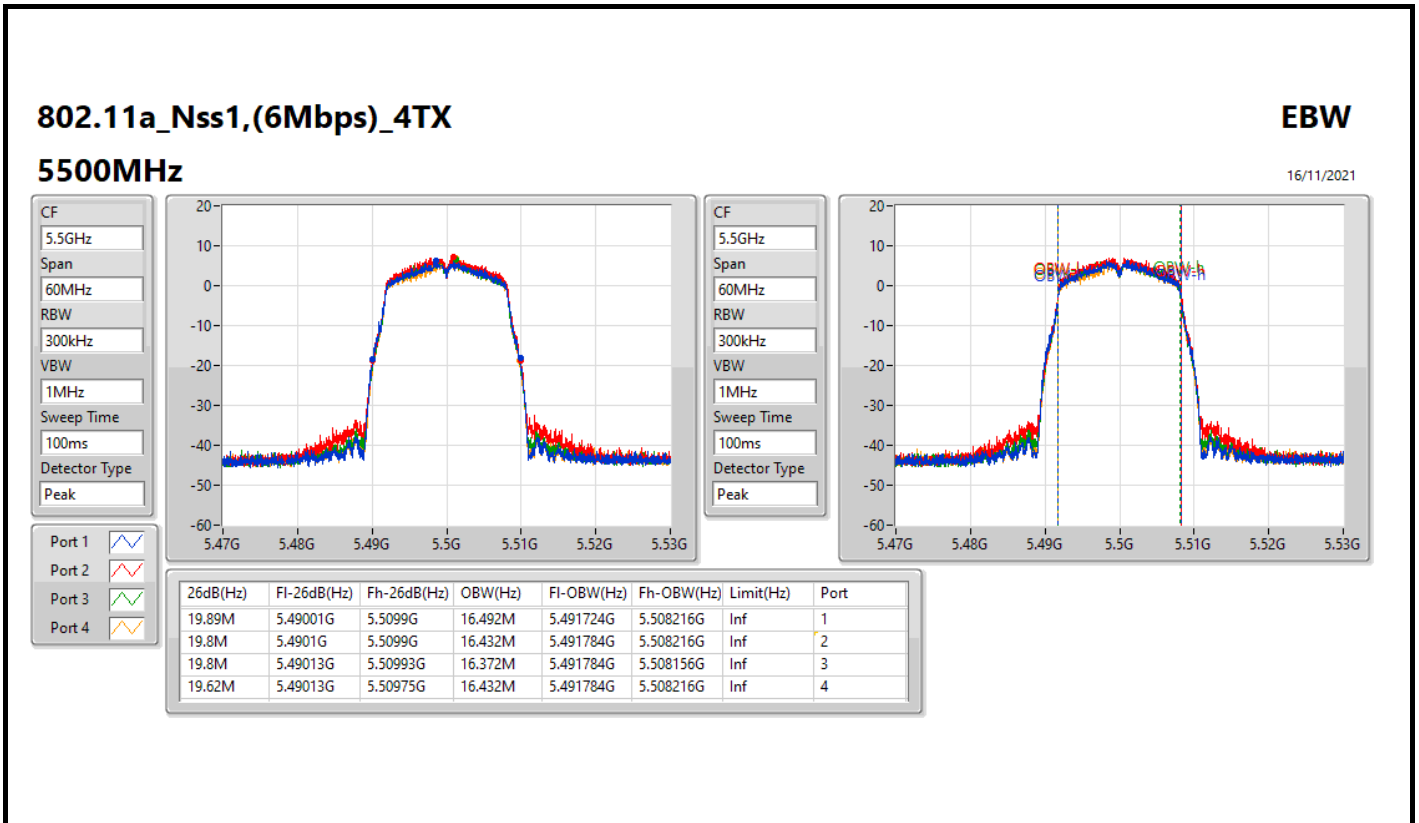 802.11a_Nss1,(6Mbps)_4TX
EBW
5500MHz
16/11/2021
CF
5.5GHz
Span
60MHz
RBW
300kHz
VBW
1MHz
Sweep Time
100ms
Detector Type
Peak
20
10
0
-10
-20
-30
-40
-50
-60
5.47G 5.48G 5.49G 5.5G 5.51G 5.52G 5.53G
CF
5.5GHz
Span
60MHz
RBW
300kHz
VBW
1MHz
Sweep Time
100ms
Detector Type
Peak
20
10
0
-10
-20
-30
-40
-50
-60
OBW-h
5.47G 5.48G 5.49G 5.5G 5.51G 5.52G 5.53G
Port 1
Port 2
Port 3
Port 4
26dB(Hz) Fl-26dB(Hz) Fh-26dB(Hz) OBW(Hz) Fl-OBW(Hz) Fh-OBW(Hz) Limit(Hz) Port
19.89M 5.49001G 5.5099G 16.492M 5.491724G 5.508216G Inf 1
19.8M 5.4901G 5.5099G 16.432M 5.491784G 5.508216G Inf 2
19.8M 5.49013G 5.50993G 16.372M 5.491784G 5.508156G Inf 3
19.62M 5.49013G 5.50975G 16.432M 5.491784G 5.508216G Inf 4